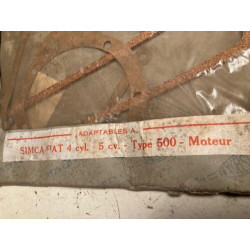 ADAPTABLES A.
SIMCA-FIAT 4 cyl. 5 cv. - Type 500 - Moteur